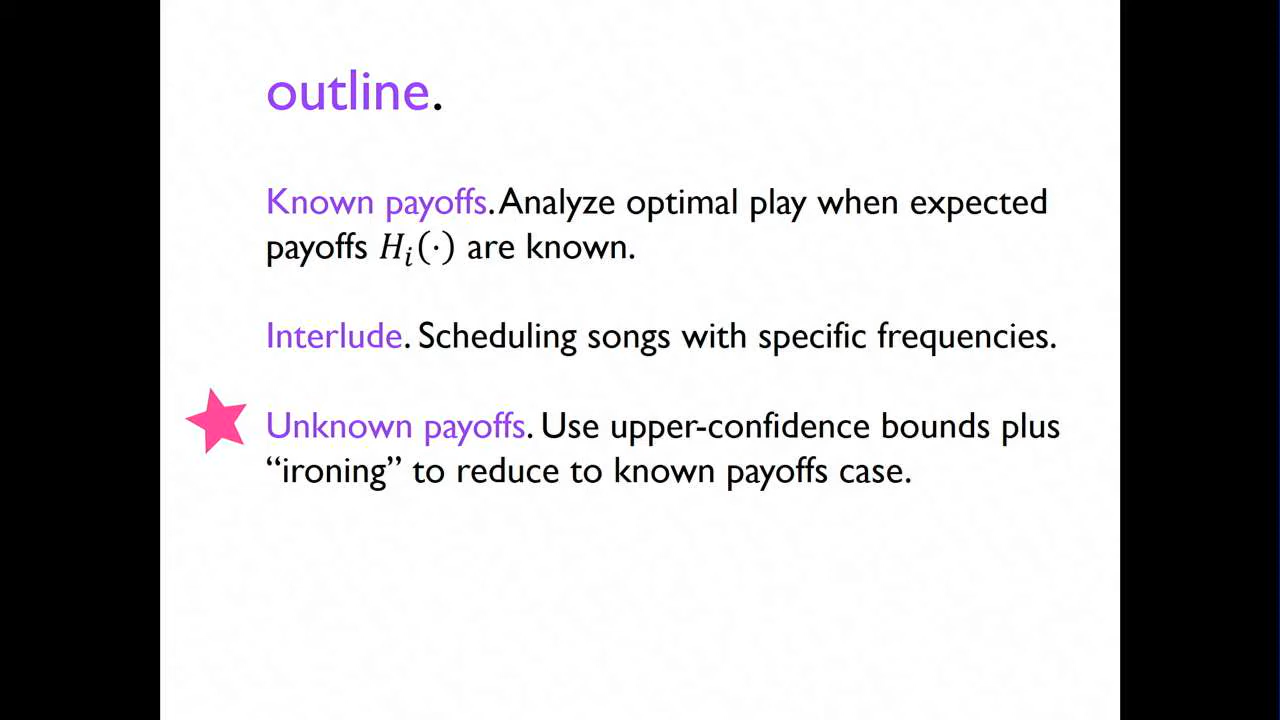 outline.
Known payoffs. Analyze optimal play when expected
payoffs H_i(·) are known.
Interlude. Scheduling songs with specific frequencies.
Unknown payoffs. Use upper-confidence bounds plus
“ironing” to reduce to known payoffs case.